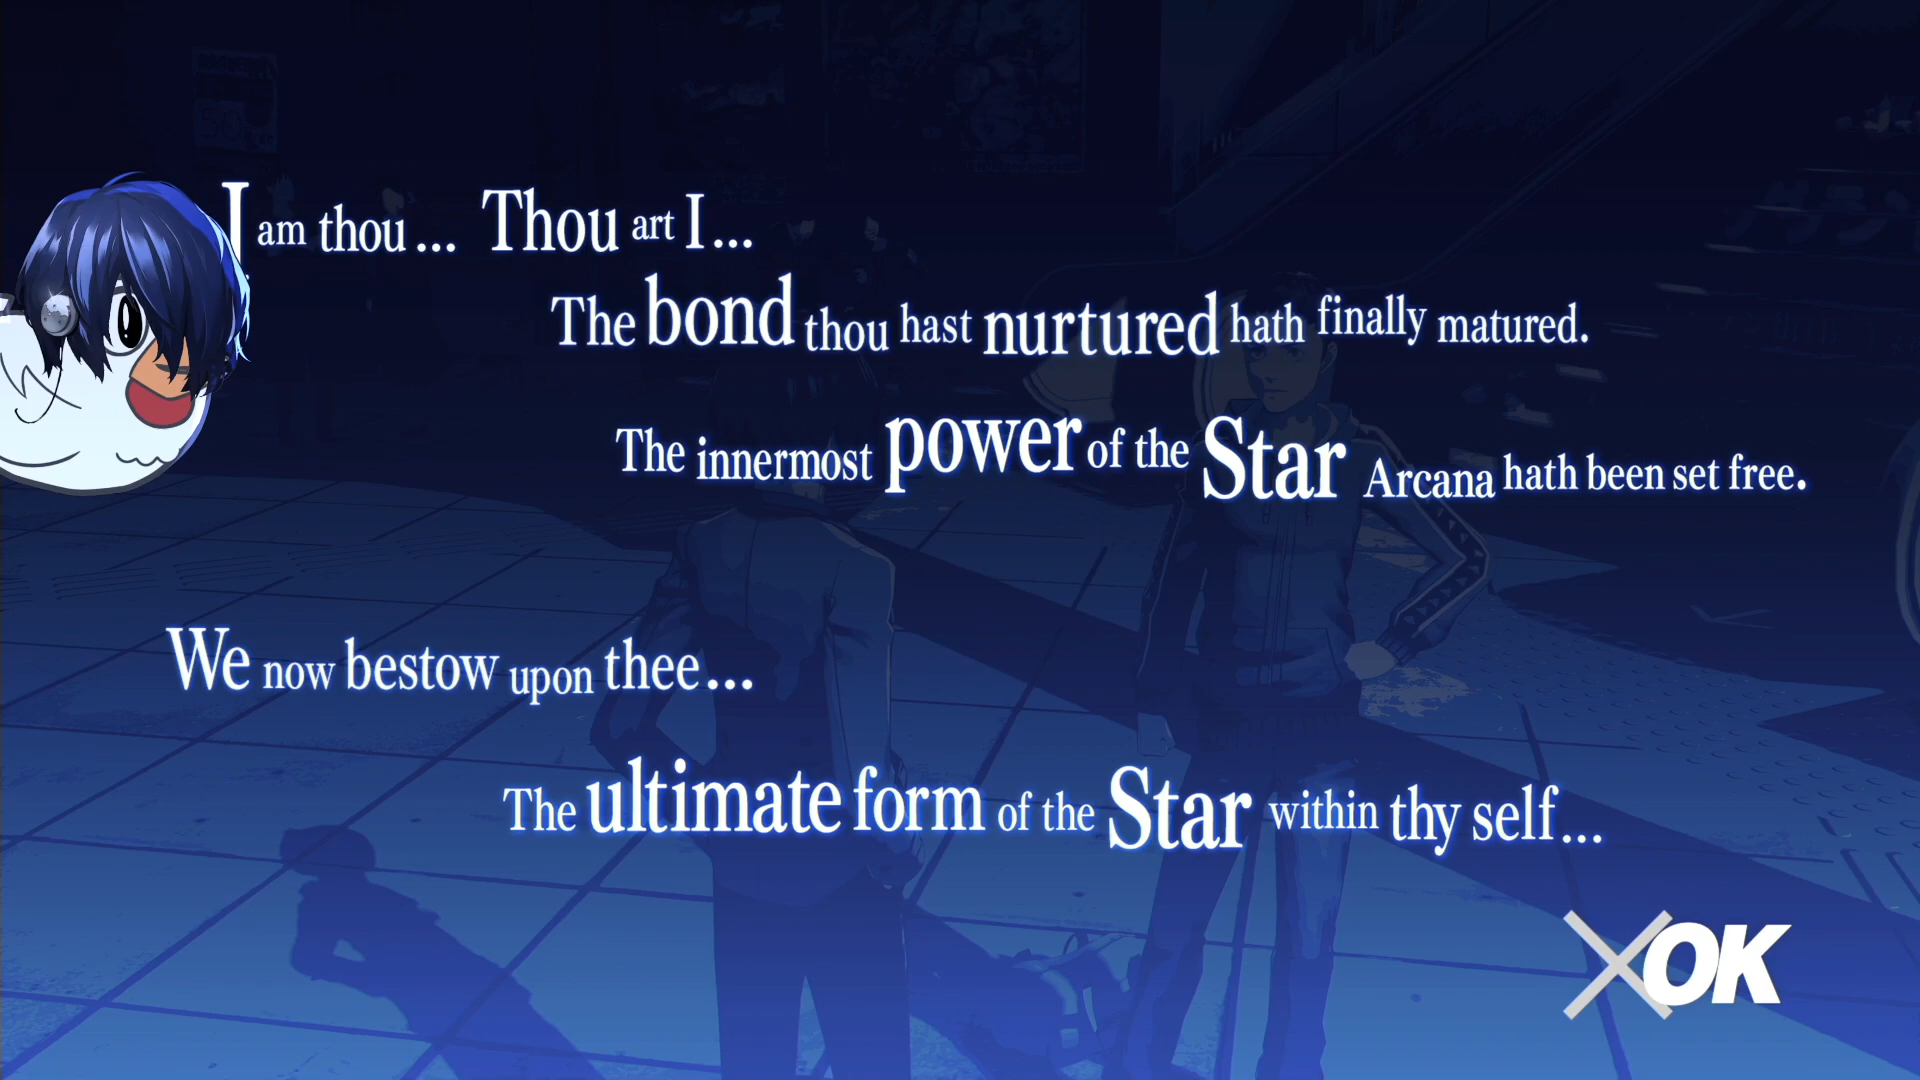 I am thou... Thou art I...
The bond thou hast nurtured hath finally matured.
The innermost power of the Star Arcana hath been set free.
We now bestow upon thee...
The ultimate form of the Star within thy self...
OK